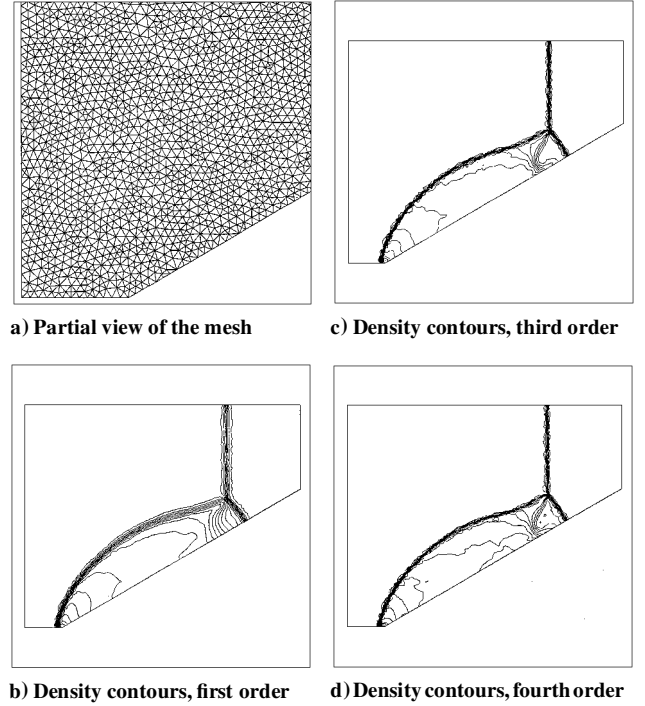 a) Partial view of the mesh
c) Density contours, third order
b) Density contours, first order
d) Density contours, fourth order